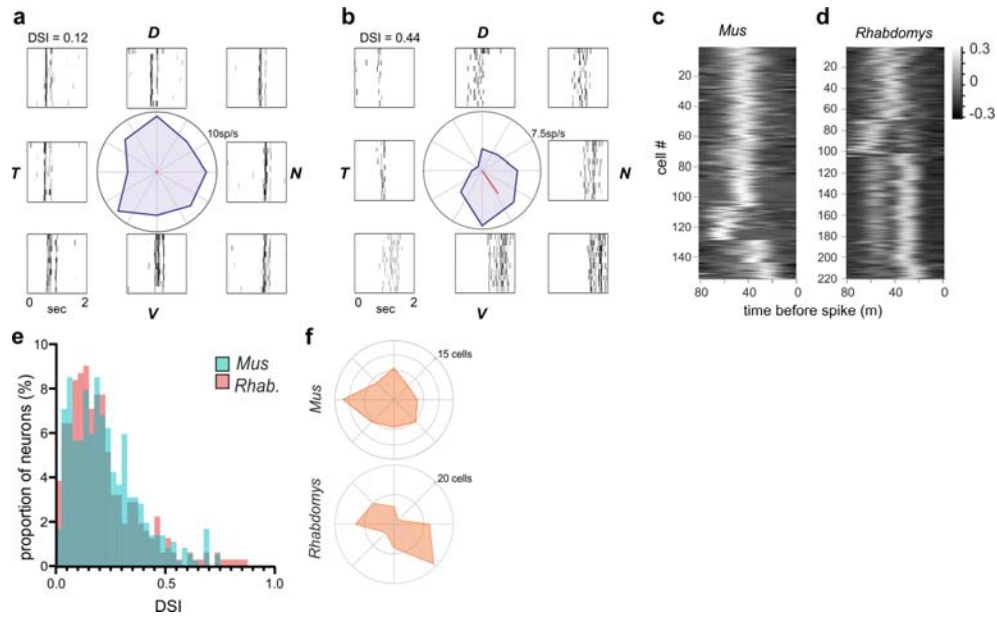 a
DSI = 0.12
D
T
N
V
10sp/s
0
2
sec
b
DSI = 0.44
D
T
N
V
7.5sp/s
0
2
sec
c
Mus
cell #
20
40
60
80
100
120
140
80
40
0
d
Rhabdomys
20
40
60
80
100
120
140
160
180
200
220
80
40
0
0.3
0
-0.3
time before spike (m)
e
proportion of neurons (%)
10
8
6
4
2
0
0.0
0.5
1.0
DSI
Mus
Rhab.
f
Mus
15 cells
Rhabdomys
20 cells